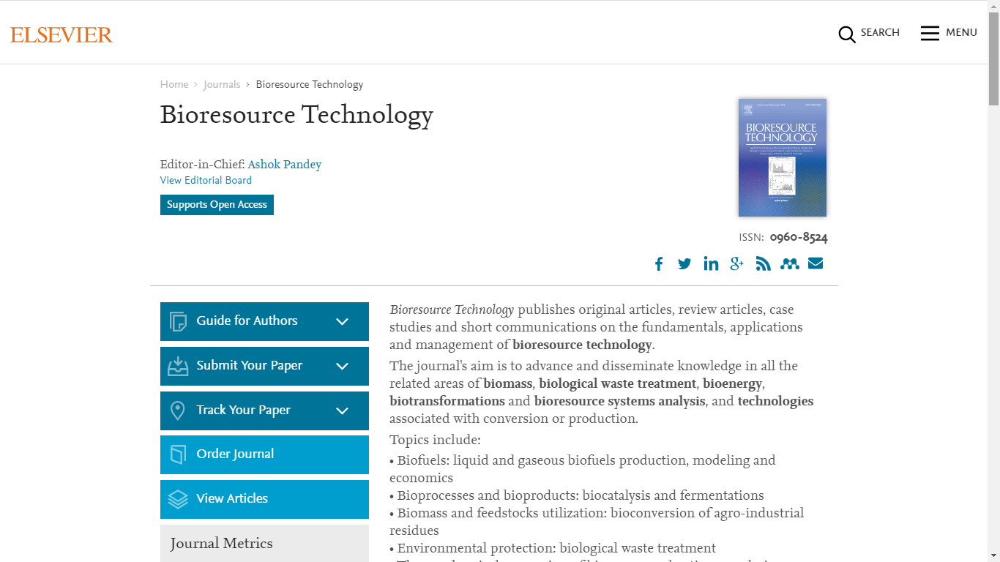 ELSEVIER
SEARCH
MENU
Home > Journals > Bioresource Technology
Bioresource Technology
Editor-in-Chief: Ashok Pandey
View Editorial Board
Supports Open Access
BIORESOURCE
TECHNOLOGY
ISSN: 0960-8524
Guide for Authors
Submit Your Paper
Track Your Paper
Order Journal
View Articles
Journal Metrics
Bioresource Technology publishes original articles, review articles, case
studies and short communications on the fundamentals, applications
and management of bioresource technology.
The journal's aim is to advance and disseminate knowledge in all the
related areas of biomass, biological waste treatment, bioenergy,
biotransformations and bioresource systems analysis, and technologies
associated with conversion or production.
Topics include:
• Biofuels: liquid and gaseous biofuels production, modeling and
economics
• Bioprocesses and bioproducts: biocatalysis and fermentations
• Biomass and feedstocks utilization: bioconversion of agro-industrial
residues
• Environmental protection: biological waste treatment